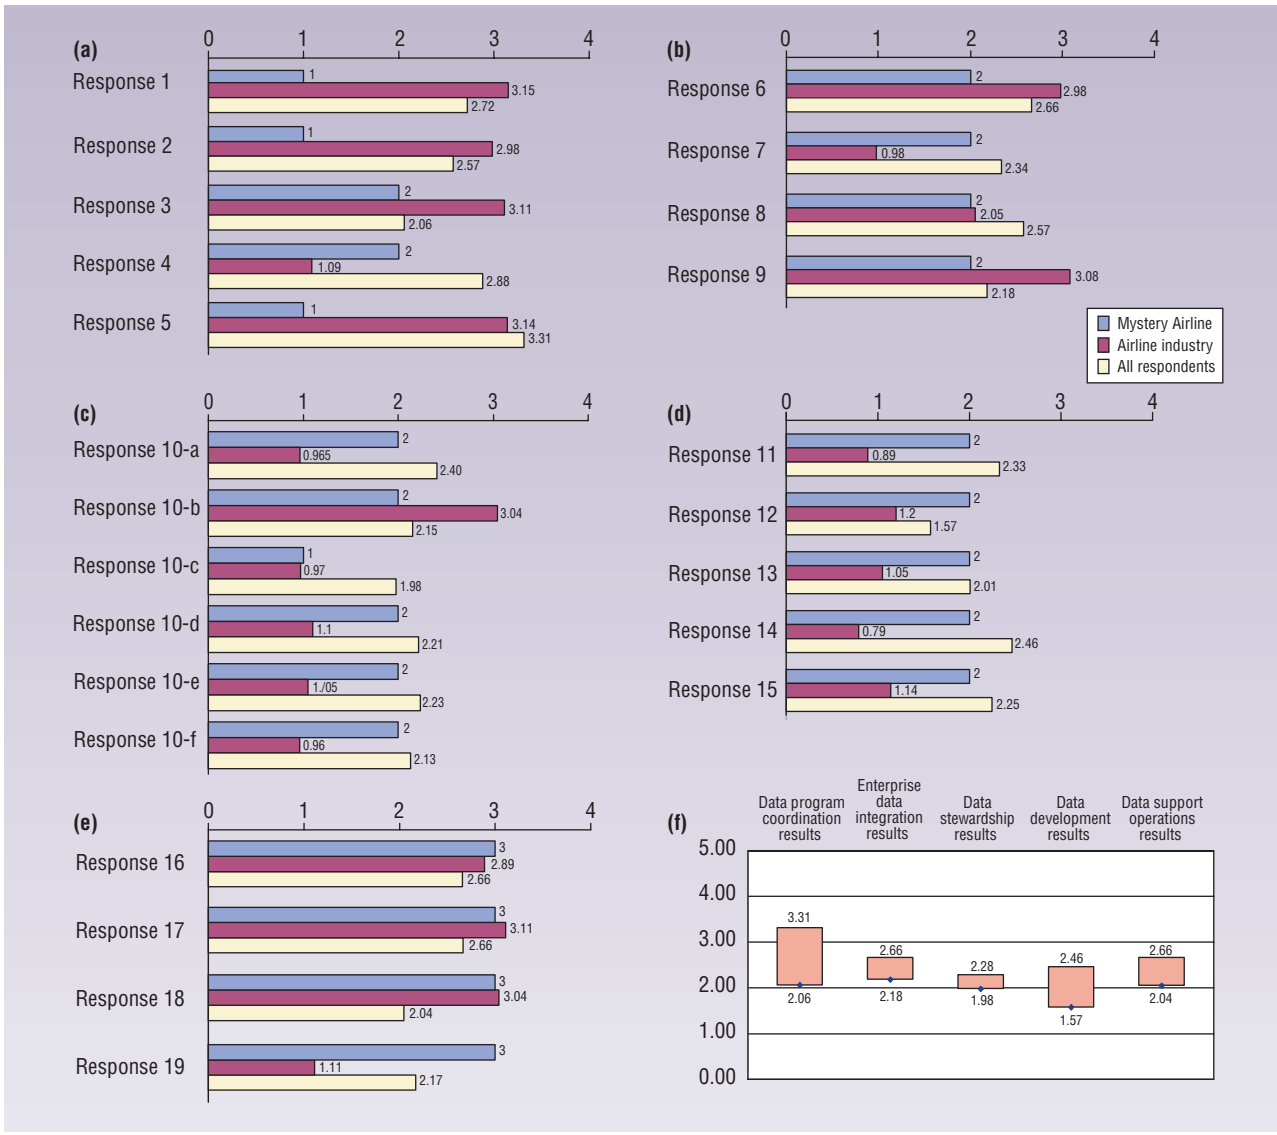 (a)
0 1 2 3 4
Response 1
1
3.15
2.72
Response 2
1
2.98
2.57
Response 3
2
3.11
2.06
Response 4
2
1.09
2.88
Response 5
1
3.14
3.31
(b)
0 1 2 3 4
Response 6
2
2.98
2.66
Response 7
2
0.98
2.34
Response 8
2
2.05
2.57
Response 9
2
3.08
2.18
Mystery Airline
Airline industry
All respondents
(c)
0 1 2 3 4
Response 10-a
2
0.965
2.40
Response 10-b
2
3.04
2.15
Response 10-c
1
0.97
1.98
Response 10-d
2
1.1
2.21
Response 10-e
2
1./05
2.23
Response 10-f
2
0.96
2.13
(d)
0 1 2 3 4
Response 11
2
0.89
2.33
Response 12
2
1.2
1.57
Response 13
2
1.05
2.01
Response 14
2
0.79
2.46
Response 15
2
1.14
2.25
(e)
0 1 2 3 4
Response 16
3
2.89
2.66
Response 17
3
3.11
2.66
Response 18
3
3.04
2.04
Response 19
3
1.11
2.17
(f)
Data program
coordination
results
Enterprise
data
integration
results
Data
stewardship
results
Data
development
results
Data support
operations
results
5.00
4.00
3.00
2.00
1.00
0.00
3.31
2.06
2.66
2.18
2.28
1.98
2.46
1.57
2.66
2.04